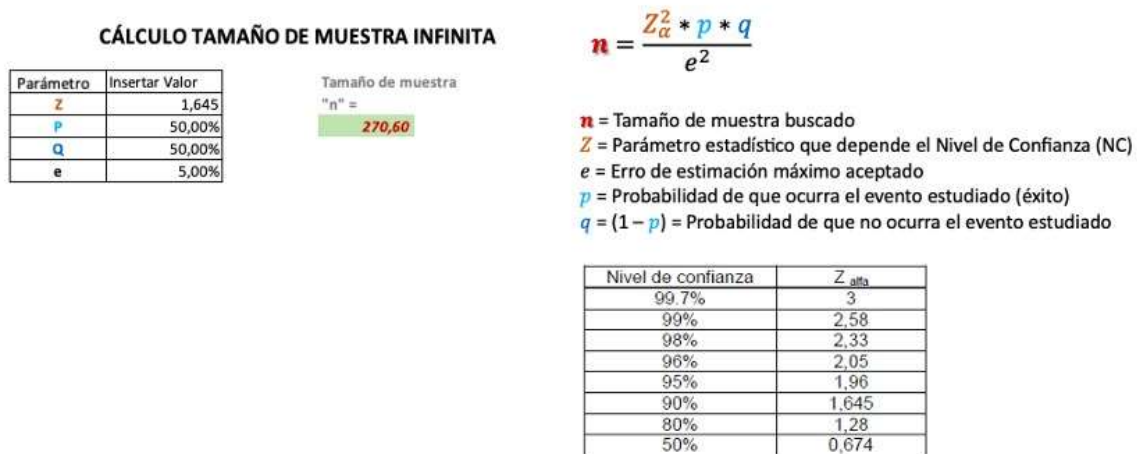 CÁLCULO TAMAÑO DE MUESTRA INFINITA
Parámetro Insertar Valor
Z 1,645
P 50,00%
Q 50,00%
e 5,00%
Tamaño de muestra
"n" =
270,60
n = Z²α * p * q / e²
n = Tamaño de muestra buscado
Z = Parámetro estadístico que depende el Nivel de Confianza (NC)
e = Erro de estimación máximo aceptado
p = Probabilidad de que ocurra el evento estudiado (éxito)
q = (1 – p) = Probabilidad de que no ocurra el evento estudiado
Nivel de confianza Z alfa
99.7% 3
99% 2,58
98% 2,33
96% 2,05
95% 1,96
90% 1,645
80% 1,28
50% 0,674